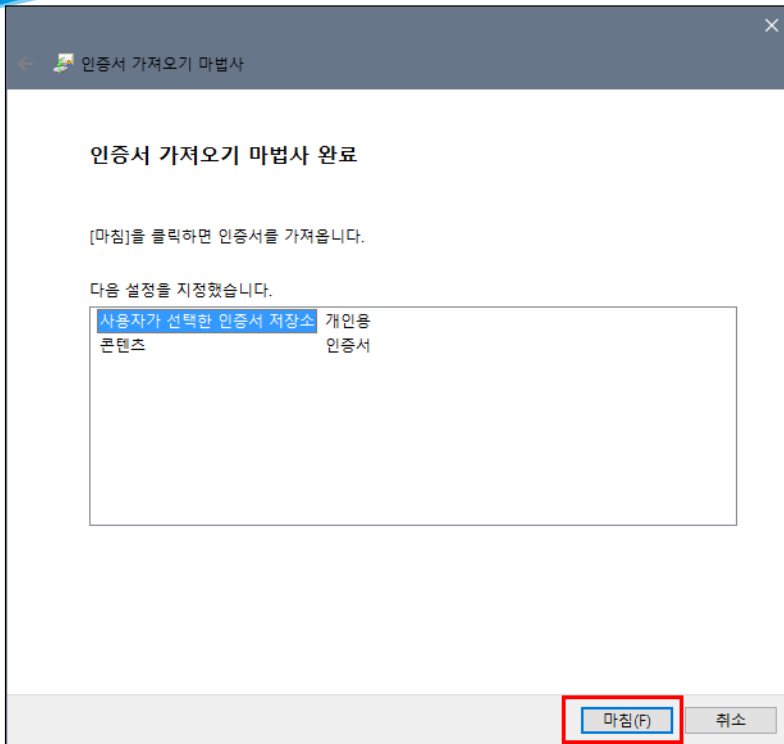 인증서 가져오기 마법사
인증서 가져오기 마법사 완료
[마침]을 클릭하면 인증서를 가져옵니다.
다음 설정을 지정했습니다.
사용자가 선택한 인증서 저장소 개인용
콘텐츠 인증서
마침(F) 취소